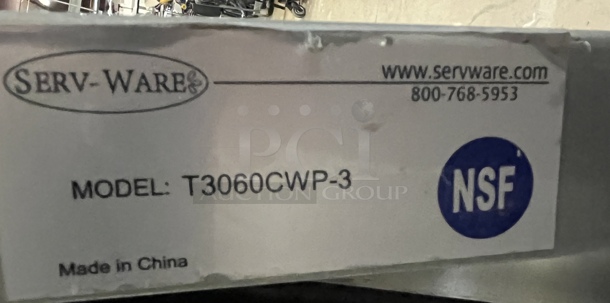 SERV-WARE
www.servware.com
800-768-5953
PCI
AUCTION GROUP
MODEL: T3060CWP-3
NSF
Made in China